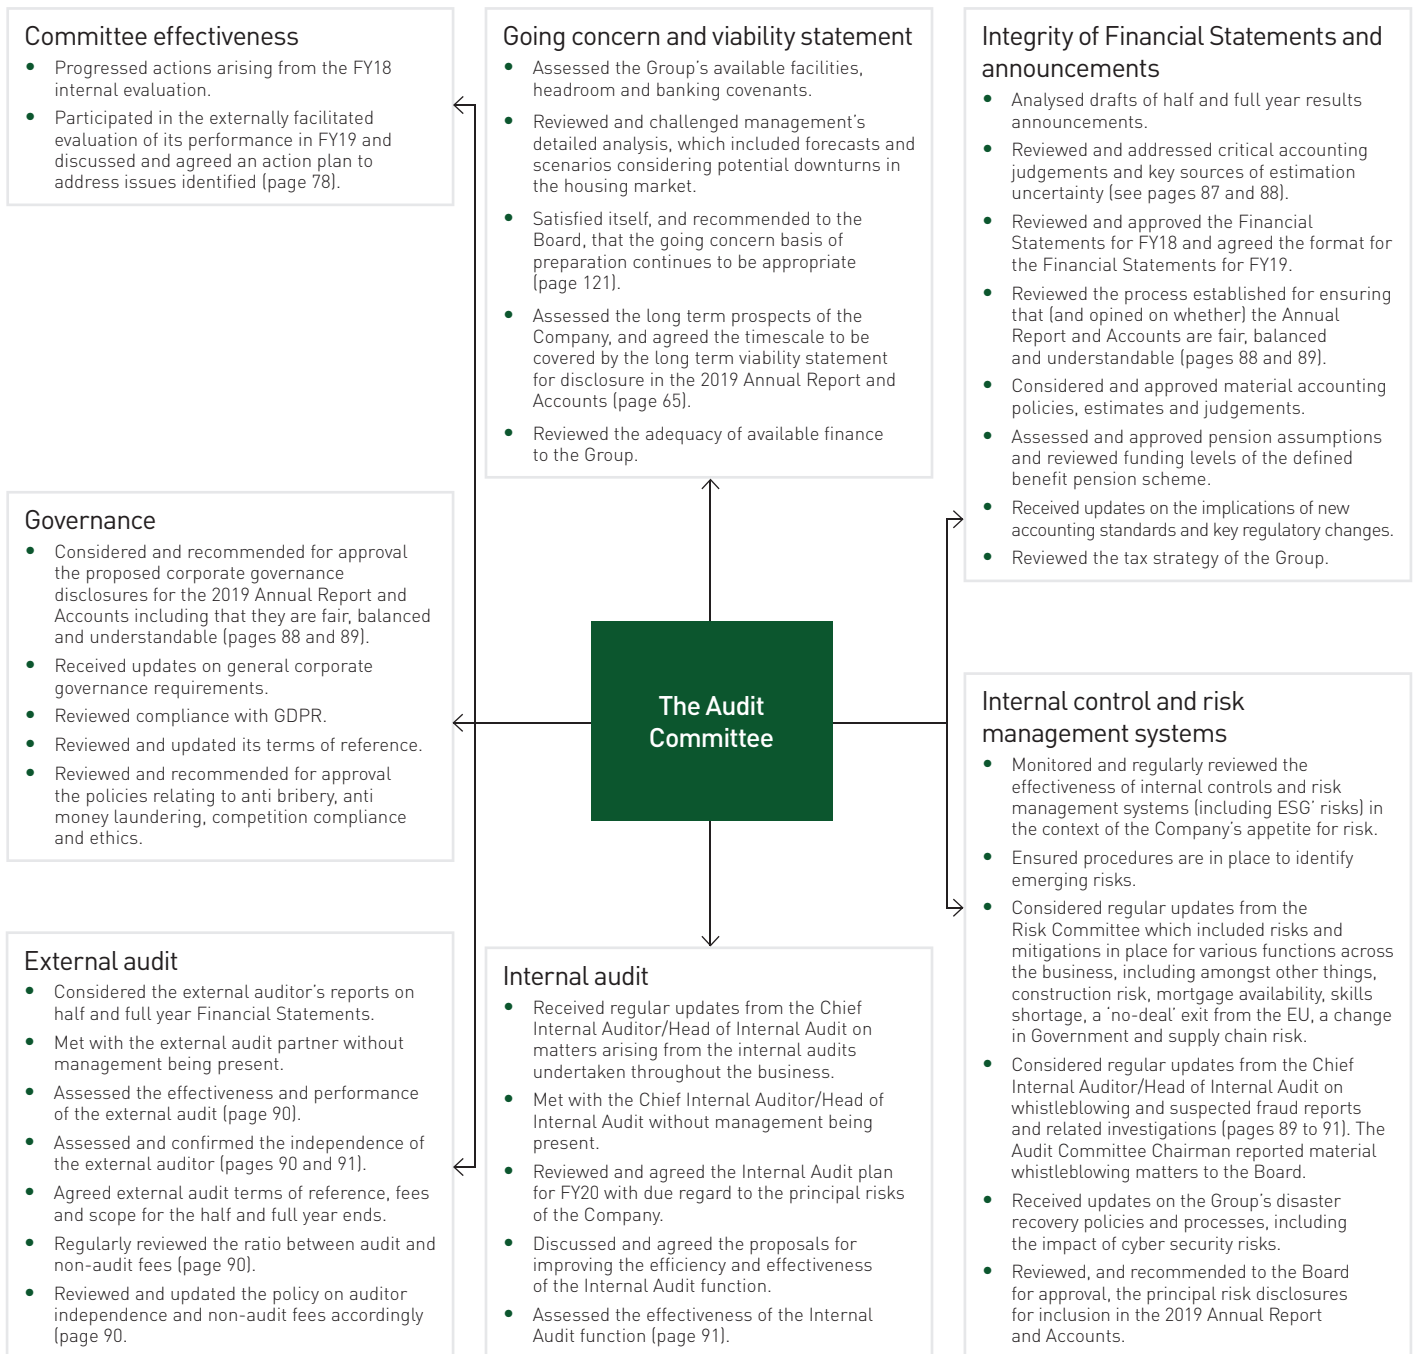 Committee effectiveness
• Progressed actions arising from the FY18
internal evaluation.
• Participated in the externally facilitated
evaluation of its performance in FY19 and
discussed and agreed an action plan to
address issues identified (page 78).
Going concern and viability statement
• Assessed the Group's available facilities,
headroom and banking covenants.
• Reviewed and challenged management's
detailed analysis, which included forecasts and
scenarios considering potential downturns in
the housing market.
• Satisfied itself, and recommended to the
Board, that the going concern basis of
preparation continues to be appropriate
(page 121).
• Assessed the long term prospects of the
Company, and agreed the timescale to be
covered by the long term viability statement
for disclosure in the 2019 Annual Report and
Accounts (page 65).
• Reviewed the adequacy of available finance
to the Group.
Integrity of Financial Statements and
announcements
• Analysed drafts of half and full year results
announcements.
• Reviewed and addressed critical accounting
judgements and key sources of estimation
uncertainty (see pages 87 and 88).
• Reviewed and approved the Financial
Statements for FY18 and agreed the format for
the Financial Statements for FY19.
• Reviewed the process established for ensuring
that (and opined on whether) the Annual
Report and Accounts are fair, balanced
and understandable (pages 88 and 89).
• Considered and approved material accounting
policies, estimates and judgements.
• Assessed and approved pension assumptions
and reviewed funding levels of the defined
benefit pension scheme.
• Received updates on the implications of new
accounting standards and key regulatory changes.
• Reviewed the tax strategy of the Group.
Governance
• Considered and recommended for approval
the proposed corporate governance
disclosures for the 2019 Annual Report and
Accounts including that they are fair, balanced
and understandable (pages 88 and 89).
• Received updates on general corporate
governance requirements.
• Reviewed compliance with GDPR.
• Reviewed and updated its terms of reference.
• Reviewed and recommended for approval
the policies relating to anti bribery, anti
money laundering, competition compliance
and ethics.
The Audit
Committee
Internal control and risk
management systems
• Monitored and regularly reviewed the
effectiveness of internal controls and risk
management systems (including ESG' risks) in
the context of the Company's appetite for risk.
• Ensured procedures are in place to identify
emerging risks.
• Considered regular updates from the
Risk Committee which included risks and
mitigations in place for various functions across
the business, including amongst other things,
construction risk, mortgage availability, skills
shortage, a 'no-deal' exit from the EU, a change
in Government and supply chain risk.
• Considered regular updates from the Chief
Internal Auditor/Head of Internal Audit on
whistleblowing and suspected fraud reports
and related investigations (pages 89 to 91). The
Audit Committee Chairman reported material
whistleblowing matters to the Board.
• Received updates on the Group's disaster
recovery policies and processes, including
the impact of cyber security risks.
• Reviewed, and recommended to the Board
for approval, the principal risk disclosures
for inclusion in the 2019 Annual Report
and Accounts.
External audit
• Considered the external auditor's reports on
half and full year Financial Statements.
• Met with the external audit partner without
management being present.
• Assessed the effectiveness and performance
of the external audit (page 90).
• Assessed and confirmed the independence of
the external auditor (pages 90 and 91).
• Agreed external audit terms of reference, fees
and scope for the half and full year ends.
• Regularly reviewed the ratio between audit and
non-audit fees (page 90).
• Reviewed and updated the policy on auditor
independence and non-audit fees accordingly
(page 90.
Internal audit
• Received regular updates from the Chief
Internal Auditor/Head of Internal Audit on
matters arising from the internal audits
undertaken throughout the business.
• Met with the Chief Internal Auditor/Head of
Internal Audit without management being
present.
• Reviewed and agreed the Internal Audit plan
for FY20 with due regard to the principal risks
of the Company.
• Discussed and agreed the proposals for
improving the efficiency and effectiveness
of the Internal Audit function.
• Assessed the effectiveness of the Internal
Audit function (page 91).